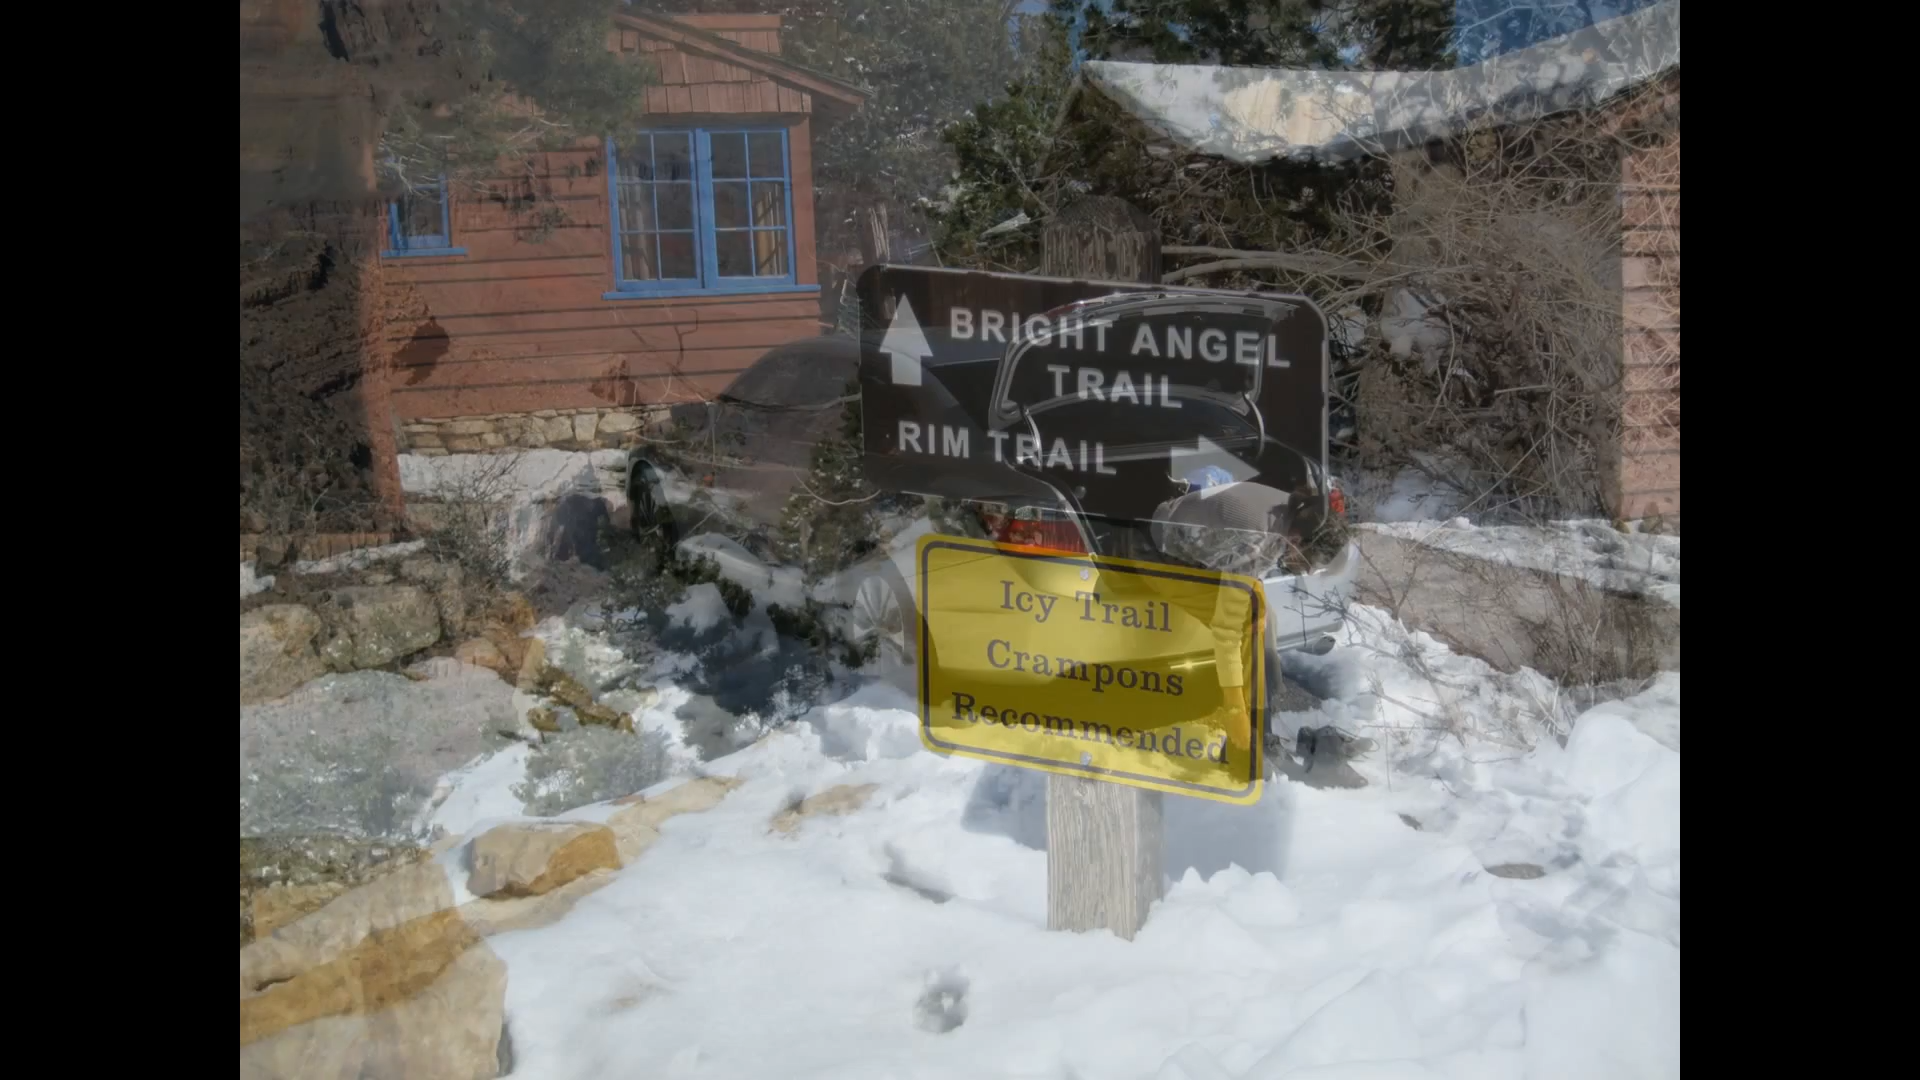 BRIGHT ANGEL
TRAIL
RIM TRAIL
Icy Trail
Crampons
Recommended